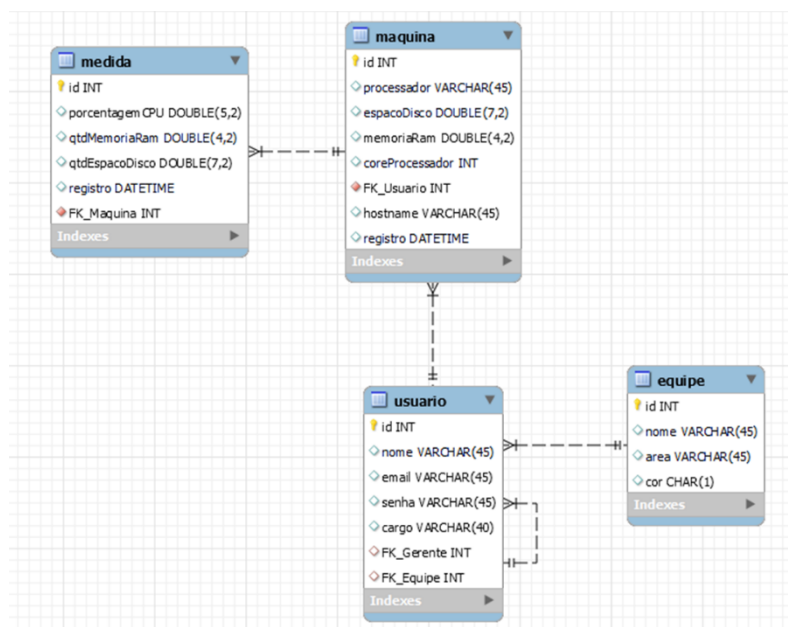 medida
id INT
porcentagemCPU DOUBLE(5,2)
qtdMemoriaRam DOUBLE(4,2)
qtdEspacoDisco DOUBLE(7,2)
registro DATETIME
FK_Maquina INT
Indexes
maquina
id INT
processador VARCHAR(45)
espacoDisco DOUBLE(7,2)
memoriaRam DOUBLE(4,2)
coreProcessador INT
FK_Usuario INT
hostname VARCHAR(45)
registro DATETIME
Indexes
usuario
id INT
nome VARCHAR(45)
email VARCHAR(45)
senha VARCHAR(45)
cargo VARCHAR(40)
FK_Gerente INT
FK_Equipe INT
Indexes
equipe
id INT
nome VARCHAR(45)
area VARCHAR(45)
cor CHAR(1)
Indexes